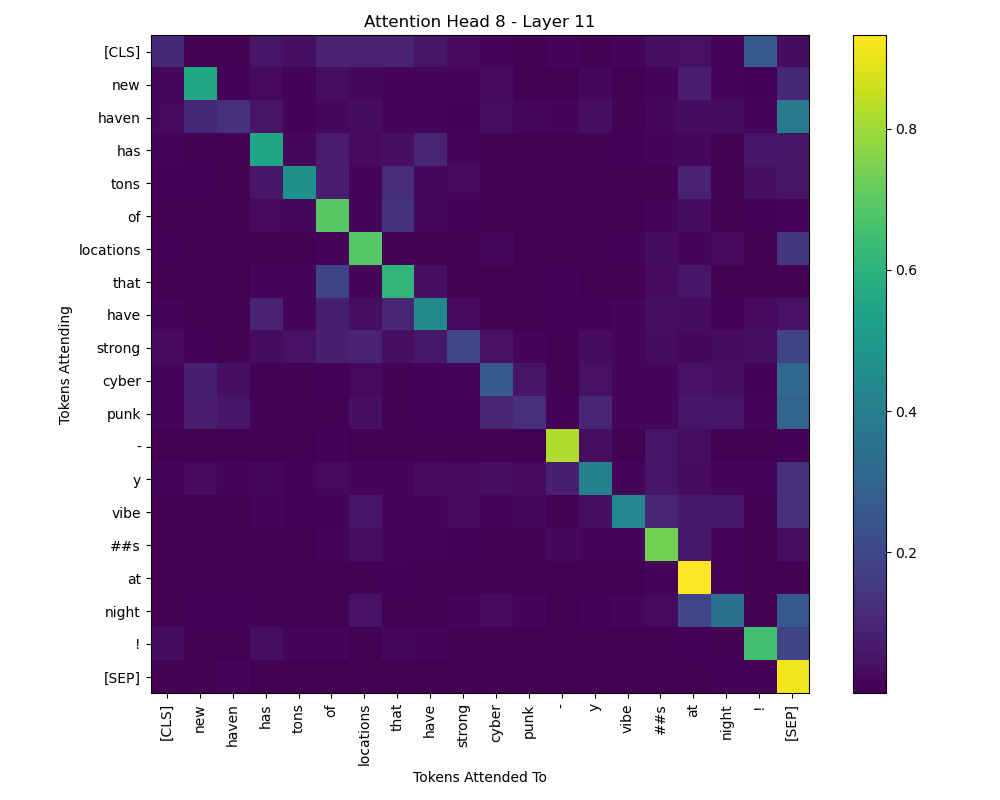 Attention Head 8 - Layer 11
[CLS]
new
haven
has
tons
of
locations
that
have
strong
cyber
punk
-
y
vibe
##s
at
night
!
[SEP]
Tokens Attending
[CLS]
new
haven
has
tons
of
locations
that
have
strong
cyber
punk
-
y
vibe
##s
at
night
!
[SEP]
Tokens Attended To
0.8
0.6
0.4
0.2